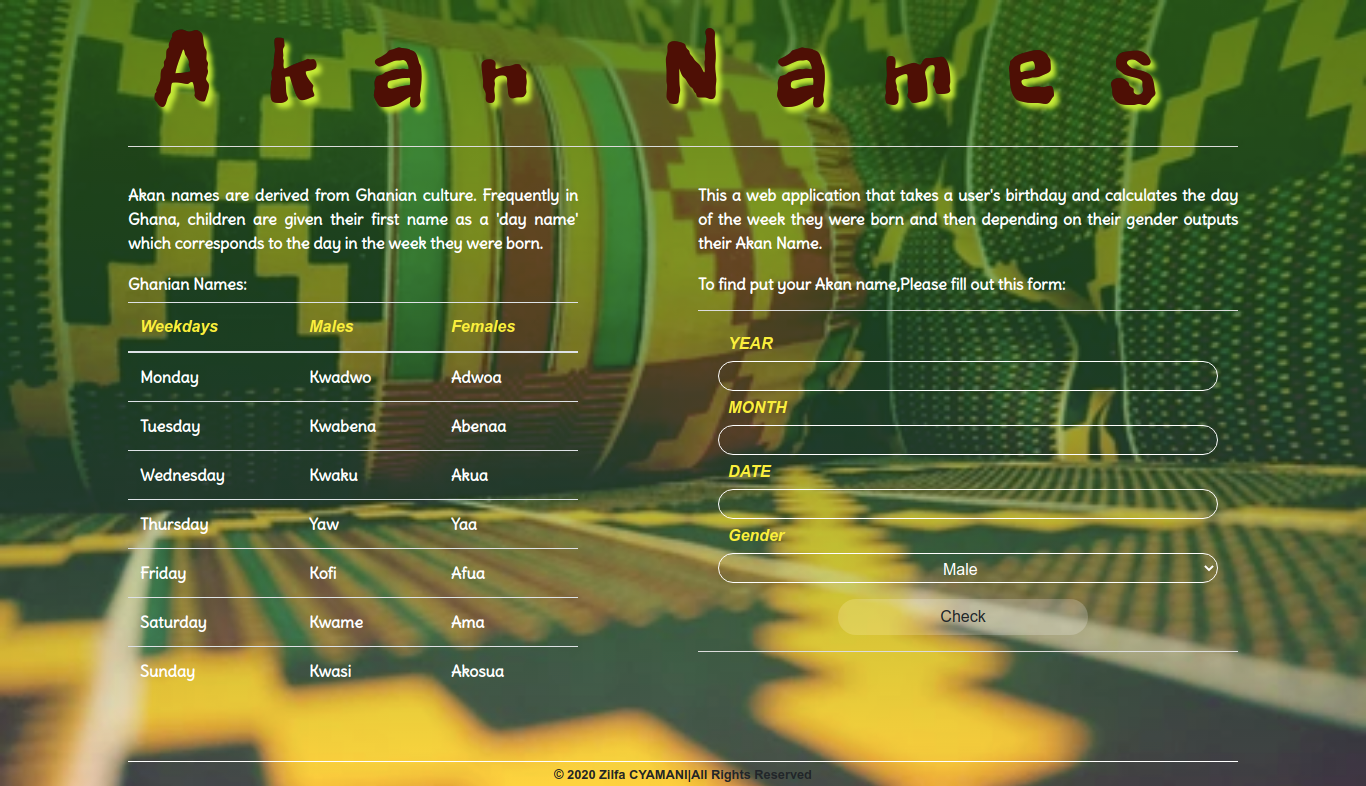 Akan Names
Akan names are derived from Ghanian culture. Frequently in
Ghana, children are given their first name as a 'day name'
which corresponds to the day in the week they were born.
Ghanian Names:
Weekdays Males Females
Monday Kwadwo Adwoa
Tuesday Kwabena Abenaa
Wednesday Kwaku Akua
Thursday Yaw Yaa
Friday Kofi Afua
Saturday Kwame Ama
Sunday Kwasi Akosua
This a web application that takes a user's birthday and calculates the day
of the week they were born and then depending on their gender outputs
their Akan Name.
To find put your Akan name,Please fill out this form:
YEAR
MONTH
DATE
Gender
Male
Check
© 2020 Zilfa CYAMANI|All Rights Reserved